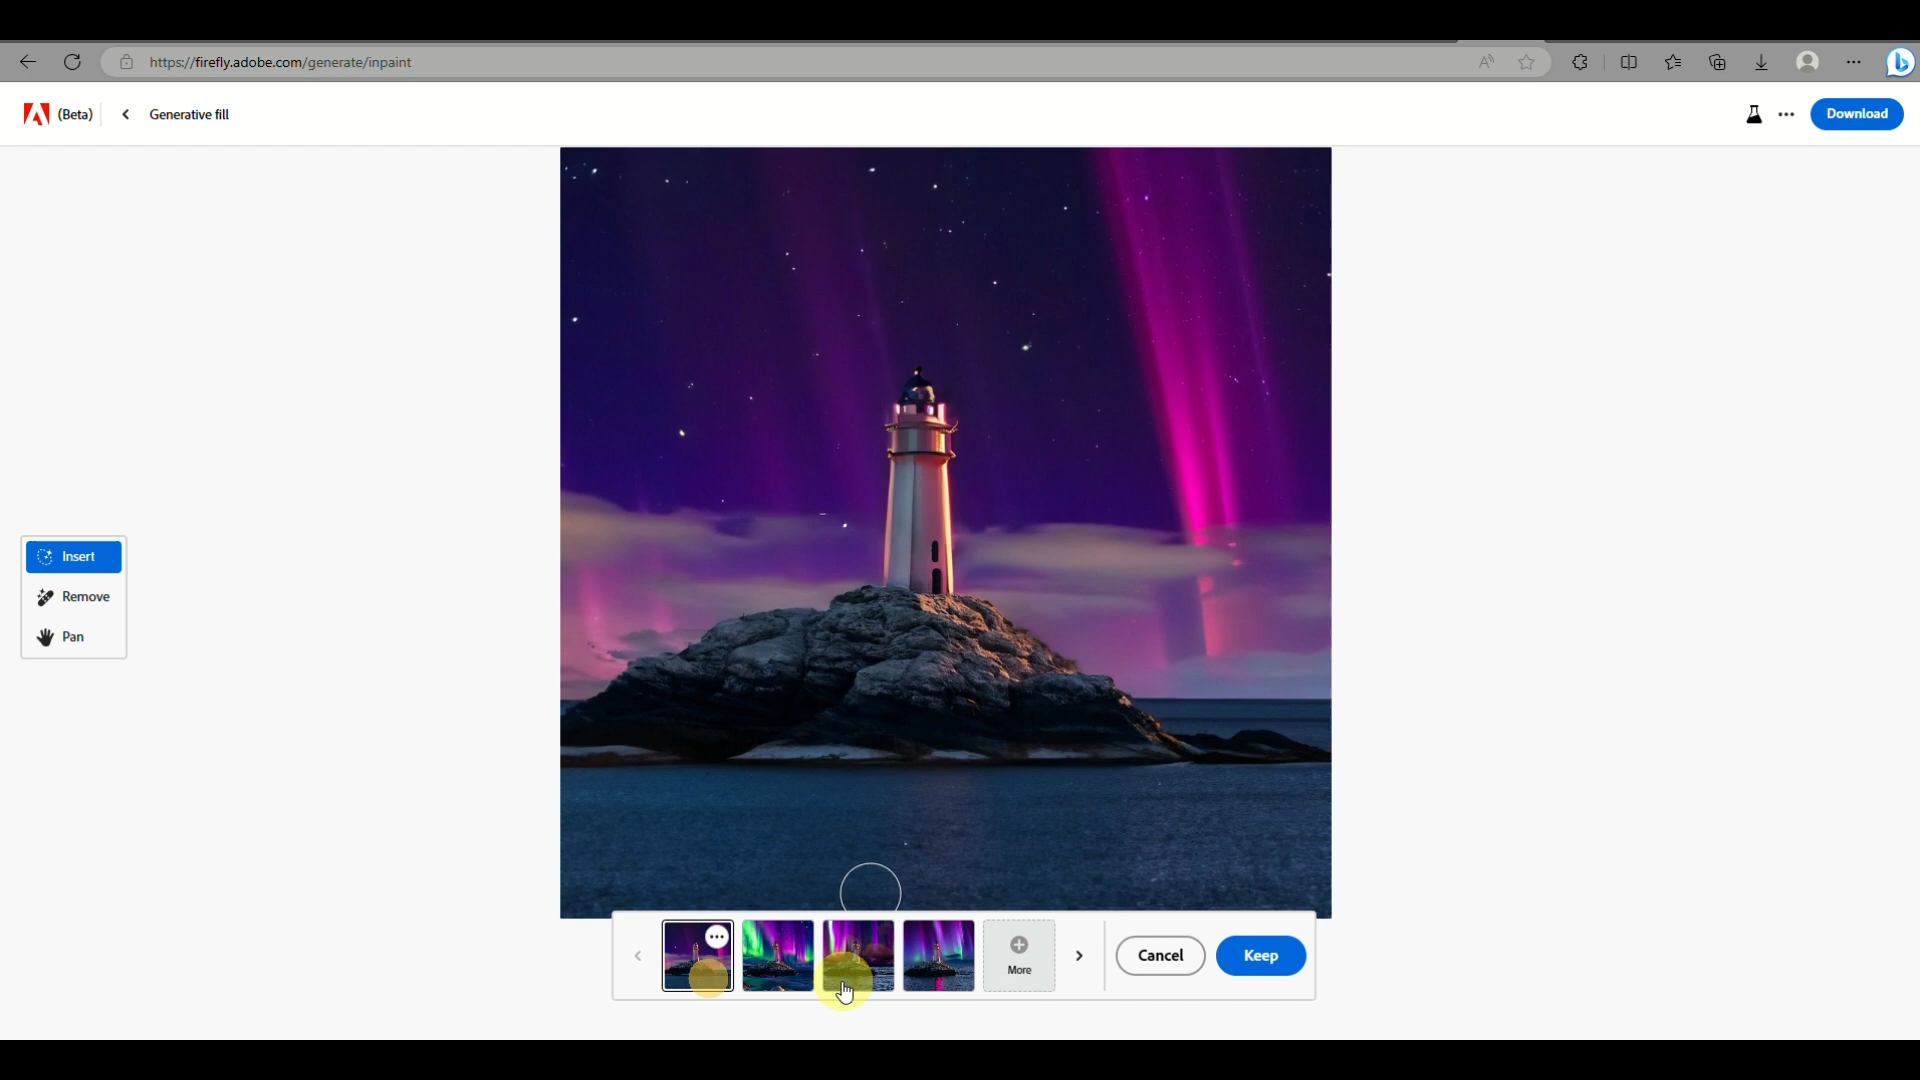 https://firefly.adobe.com/generate/inpaint
(Beta)
Generative fill
Download
Insert
Remove
Pan
More
Cancel
Keep